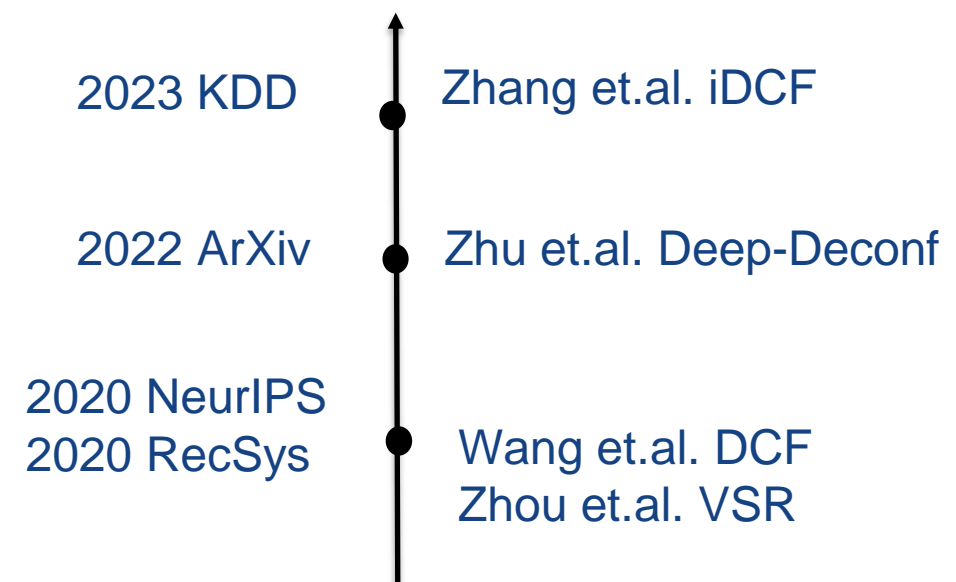 2023 KDD
Zhang et.al. iDCF
2022 ArXiv
Zhu et.al. Deep-Deconf
2020 NeurIPS
2020 RecSys
Wang et.al. DCF
Zhou et.al. VSR